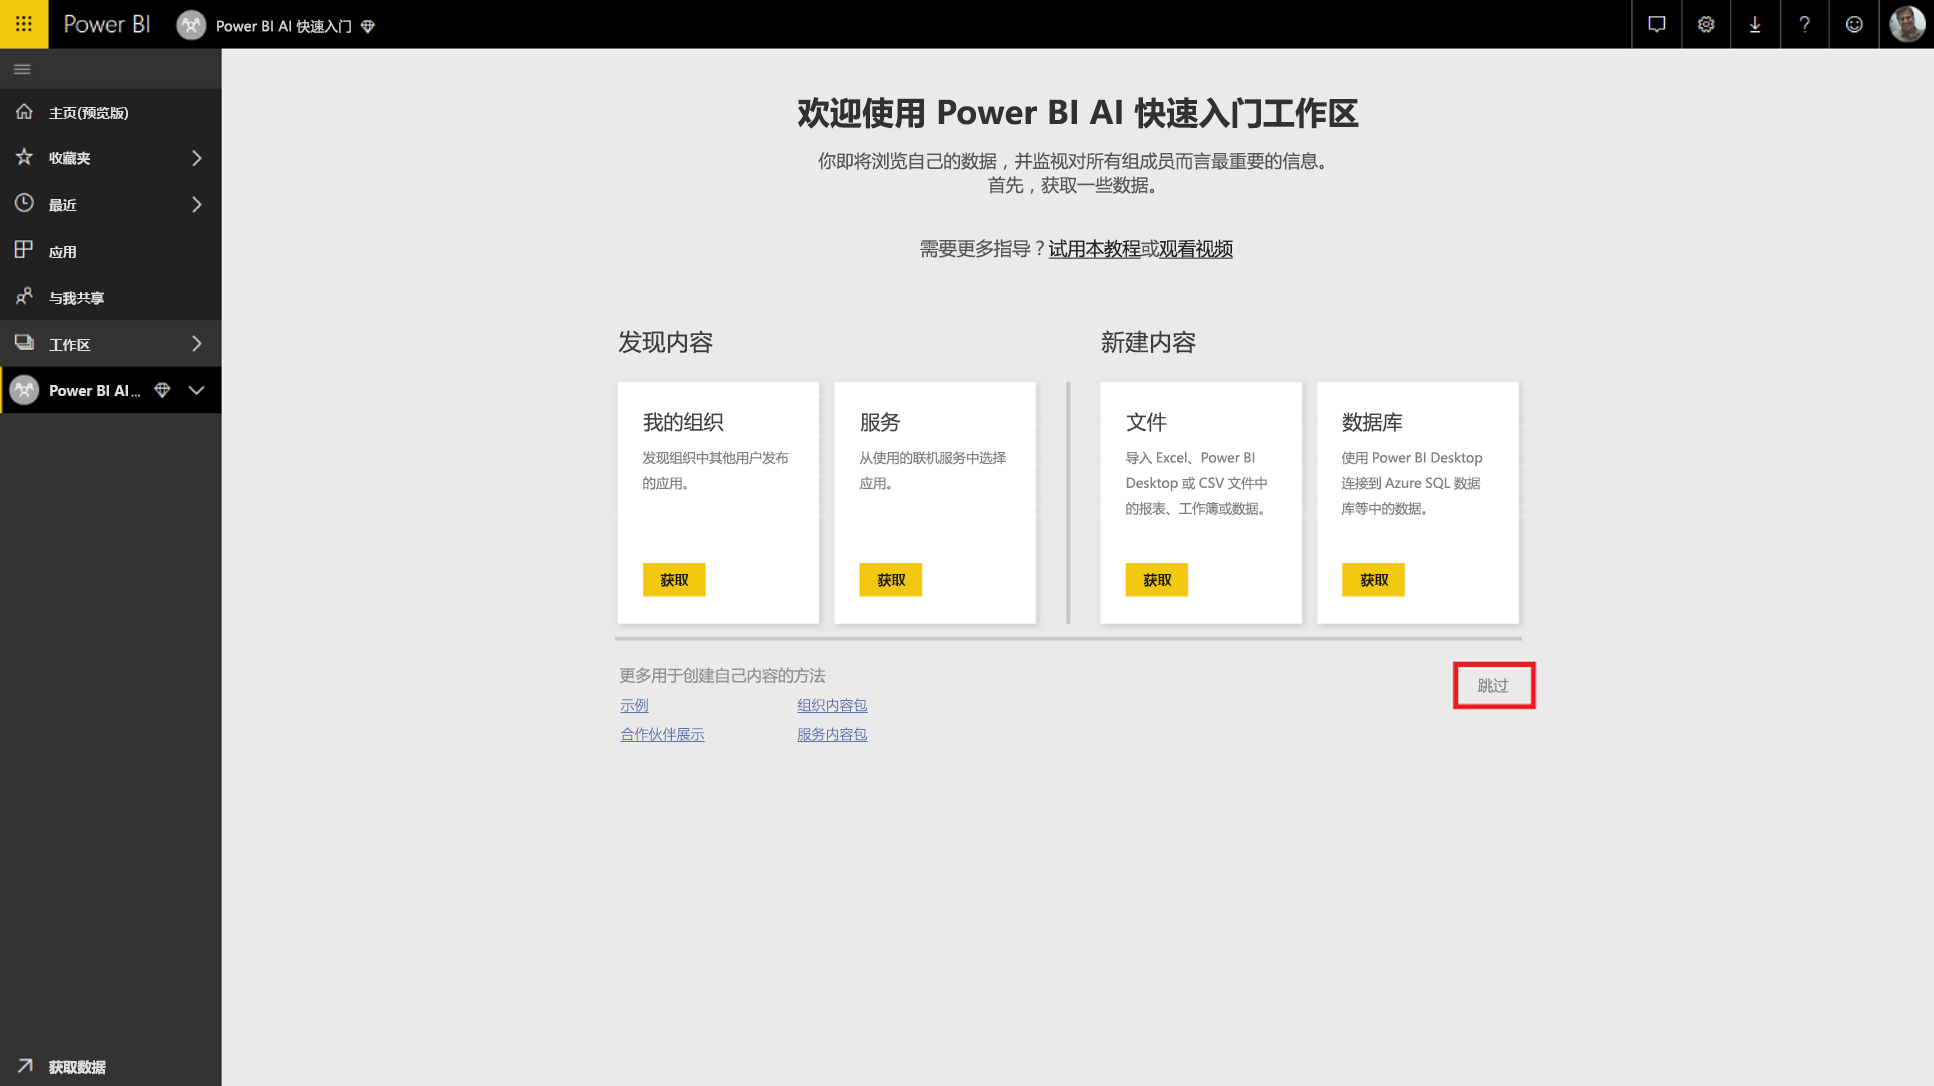 Power BI
Power BI AI 快速入门
?
主页(预览版)
收藏夹
最近
应用
与我共享
工作区
Power BI AI...
获取数据
欢迎使用 Power BI AI 快速入门工作区
你即将浏览自己的数据，并监视对所有组成员而言最重要的信息。
首先，获取一些数据。
需要更多指导？试用本教程或观看视频
发现内容
我的组织
发现组织中其他用户发布
的应用。
获取
服务
从使用的联机服务中选择
应用。
获取
新建内容
文件
导入 Excel、Power BI
Desktop 或 CSV 文件中
的报表、工作簿或数据。
获取
数据库
使用 Power BI Desktop
连接到 Azure SQL 数据
库等中的数据。
获取
更多用于创建自己内容的方法
示例
组织内容包
合作伙伴展示
服务内容包
跳过